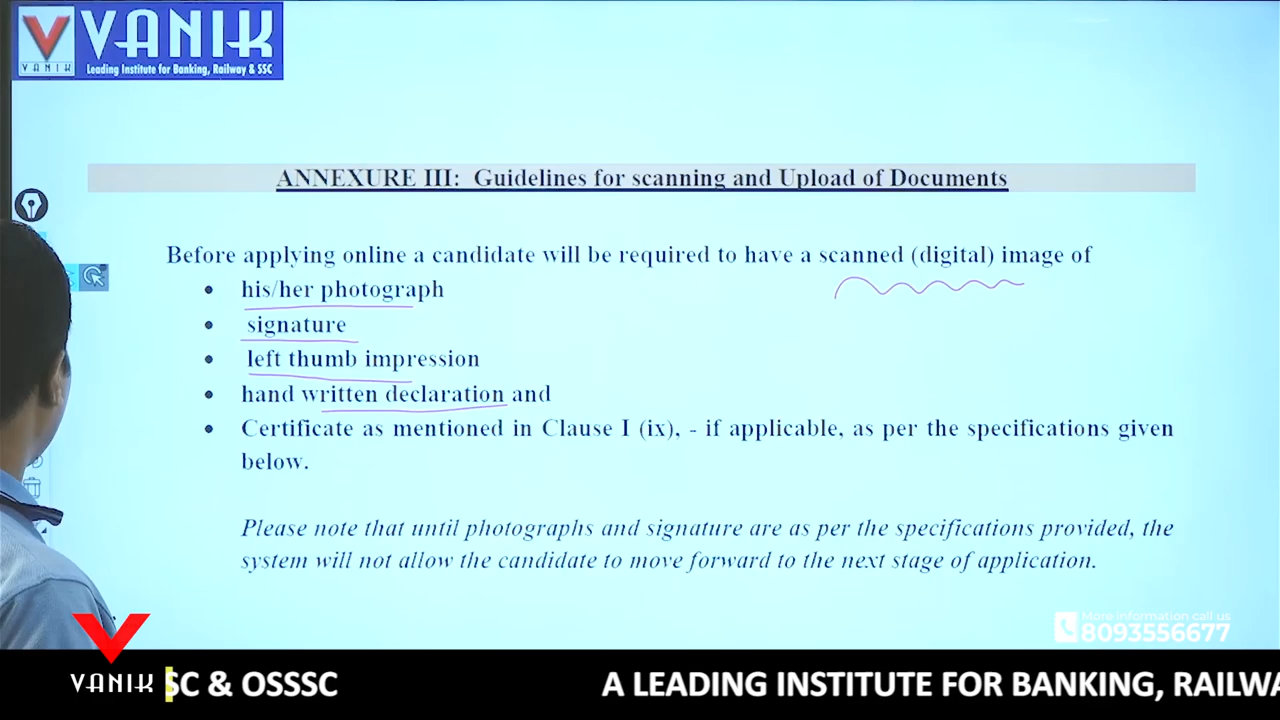 VANIK
VANIK
Leading Institute for Banking, Railway & SSC
ANNEXURE III: Guidelines for scanning and Upload of Documents
Before applying online a candidate will be required to have a scanned (digital) image of
• his/her photograph
• signature
• left thumb impression
• hand written declaration and
• Certificate as mentioned in Clause I (ix), - if applicable, as per the specifications given
below.
Please note that until photographs and signature are as per the specifications provided, the
system will not allow the candidate to move forward to the next stage of application.
More information call us
8093556677
VANIK
SC & OSSSC A LEADING INSTITUTE FOR BANKING, RAILWA